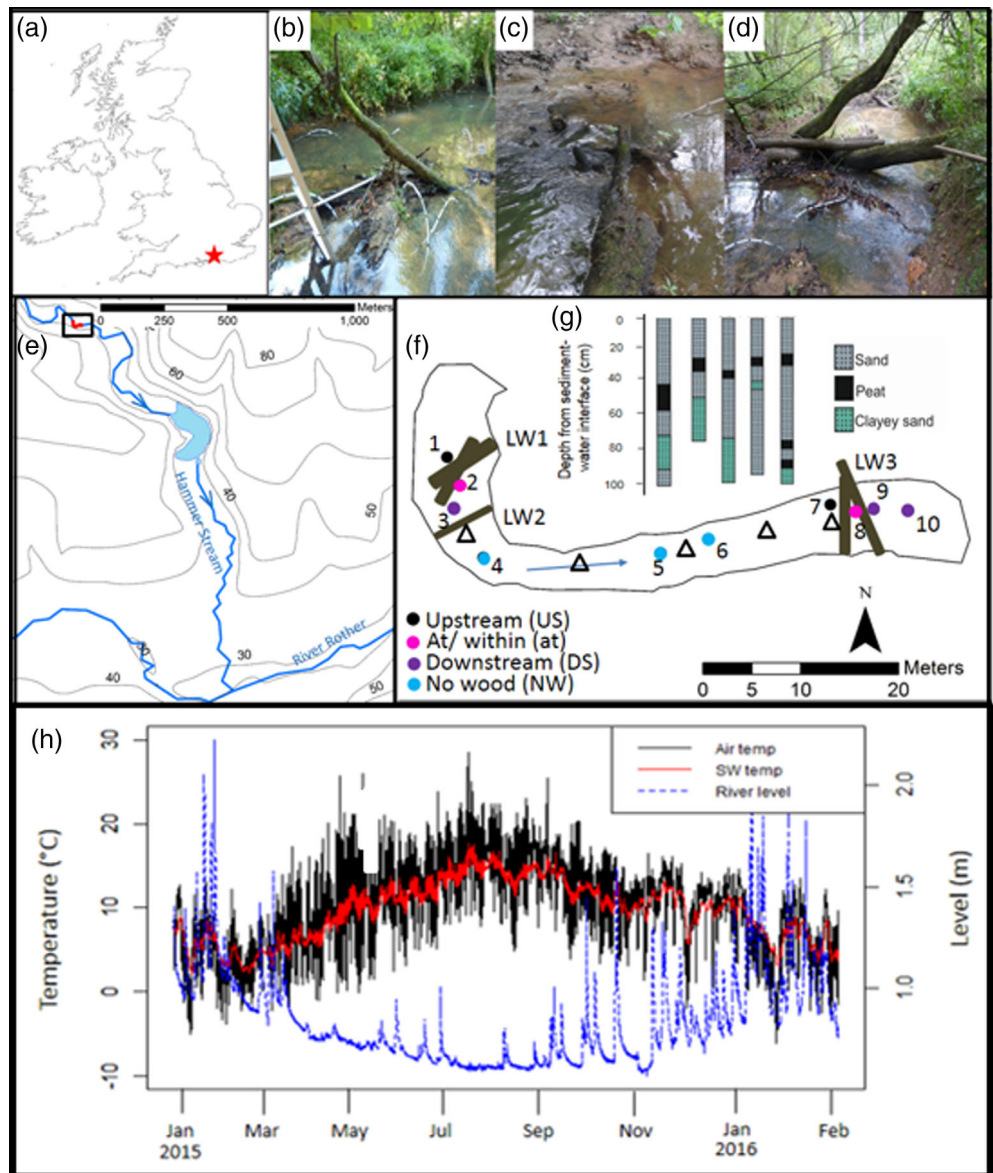 (a)
(b)
(c)
(d)
(e)
Meters
0 250 500 1,000
80
60
40
50
40
50
30
35
40
Hammer Stream
River Rother
(f)
(g)
Depth from sediment-
water interface (cm)
0
20
40
60
80
100
Sand
Peat
Clayey sand
LW1
LW2
LW3
1
2
3
4
5
6
7
8
9
10
Upstream (US)
At/ within (at)
Downstream (DS)
No wood (NW)
N
Meters
0 5 10 20
(h)
Air temp
SW temp
River level
Temperature (°C)
30
20
10
0
-10
Level (m)
2.0
1.5
1.0
Jan
2015
Mar
May
Jul
Sep
Nov
Jan
2016
Feb